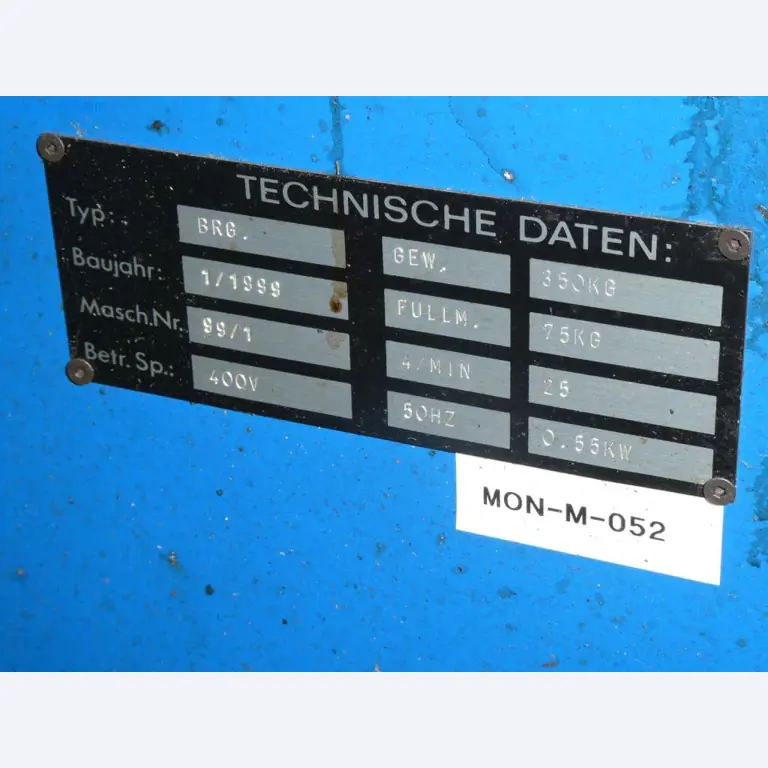 TECHNISCHE DATEN:
Typ.: BRG. GEW. 350KG
Baujahr: 1/1999 FULLM. 75KG
Masch.Nr. 99/1 4/MIN 25
Betr. Sp.: 400V 50HZ 0.55KW
MON-M-052